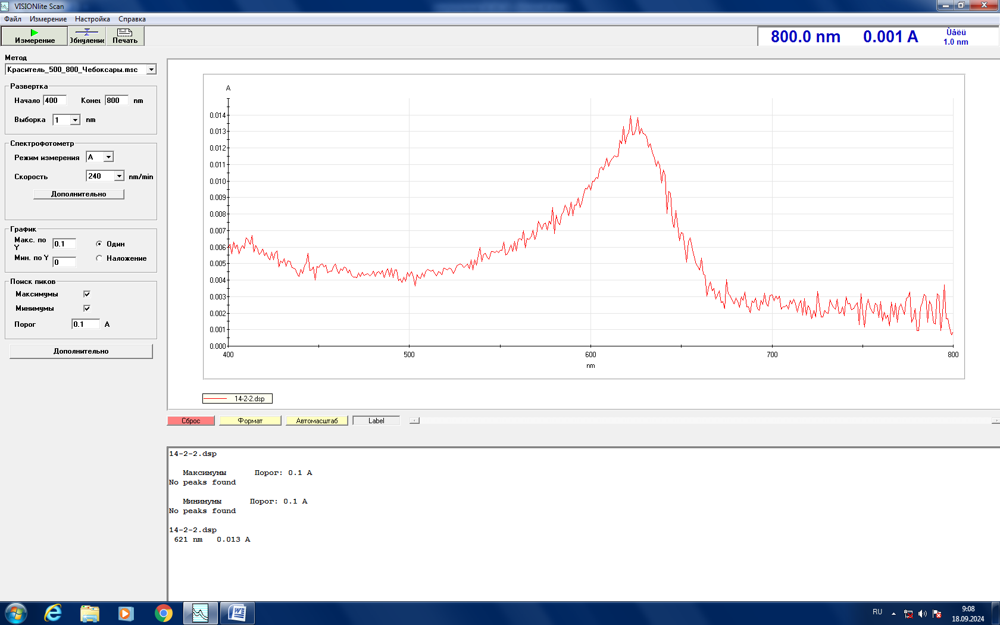 VISIONlite Scan
Файл Измерение Настройка Справка
Измерение Обнуление Печать
800.0 nm 0.001 A Ùåëü
1.0 nm
Метод
Краситель_500_800_Чебоксары.msc
Развертка
Начало 400 Конец 800 nm
Выборка 1 nm
Спектрофотометр
Режим измерения A
Скорость 240 nm/min
Дополнительно
График
Макс. по Y 0.1 Один
Мин. по Y 0 Наложение
Поиск пиков
Максимумы
Минимумы
Порог 0.1 A
Дополнительно
A
0.014
0.013
0.012
0.011
0.010
0.009
0.008
0.007
0.006
0.005
0.004
0.003
0.002
0.001
0.000
400 500 600 700 800
nm
14-2-2.dsp
Сброс Формат Автомасштаб Label
14-2-2.dsp
Максимумы Порог: 0.1 A
No peaks found
Минимумы Порог: 0.1 A
No peaks found
14-2-2.dsp
621 nm 0.013 A
RU 9:08
18.09.2024